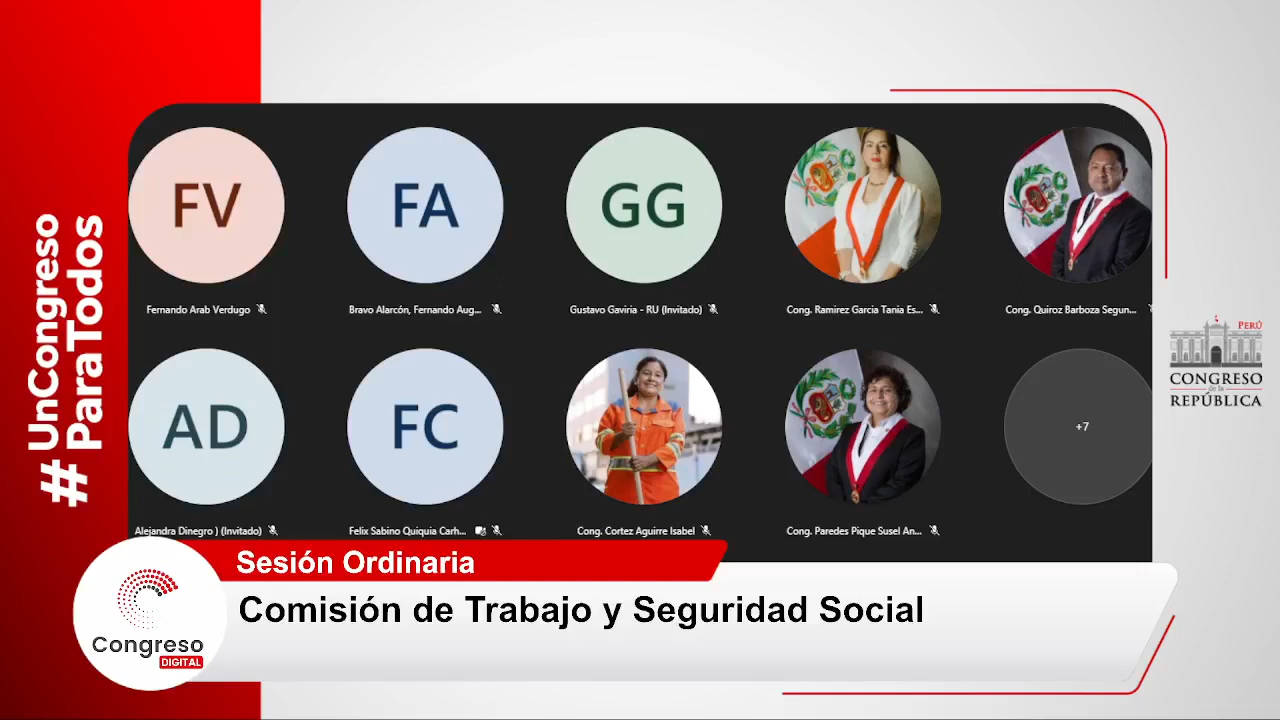 #UnCongreso
ParaTodos
FV
FA
GG
Fernando Arab Verdugo
Bravo Alarcón, Fernando Aug...
Gustavo Gaviria - RU (Invitado)
Cong. Ramirez Garcia Tania Es...
Cong. Quiroz Barboza Segun...
AD
FC
+7
Alejandra Dinegro ) (Invitado)
Felix Sabino Quiquia Carh...
Cong. Cortez Aguirre Isabel
Cong. Paredes Pique Susel An...
PERÚ
CONGRESO
de la
REPÚBLICA
Sesión Ordinaria
Comisión de Trabajo y Seguridad Social
Congreso
DIGITAL